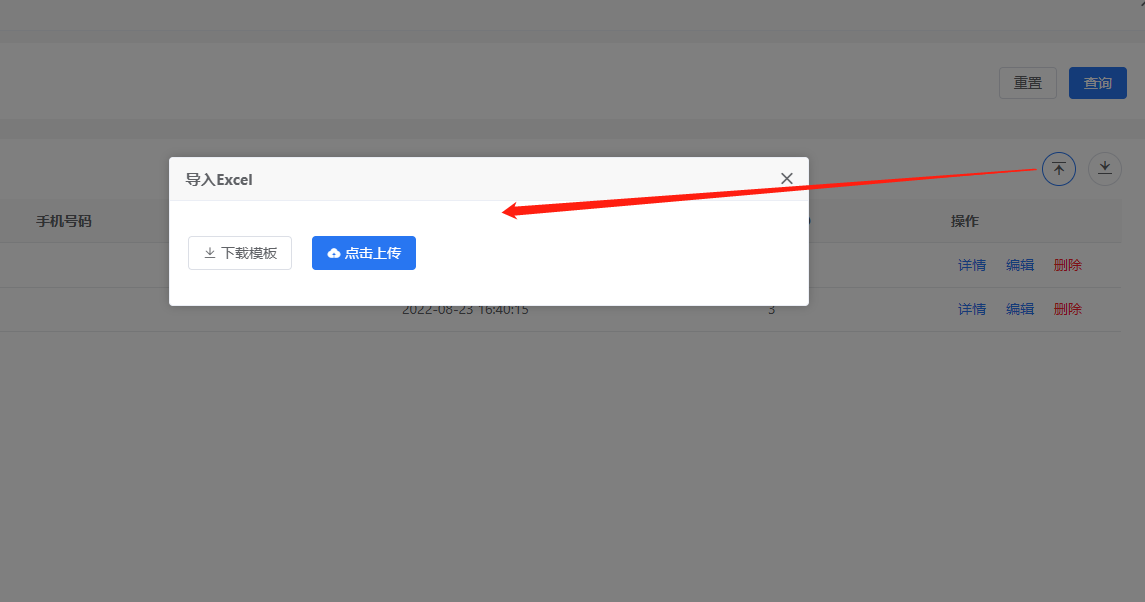 重置
查询
导入Excel
手机号码
操作
下载模板
点击上传
详情
编辑
删除
2022-08-23 16:40:15
3
详情
编辑
删除